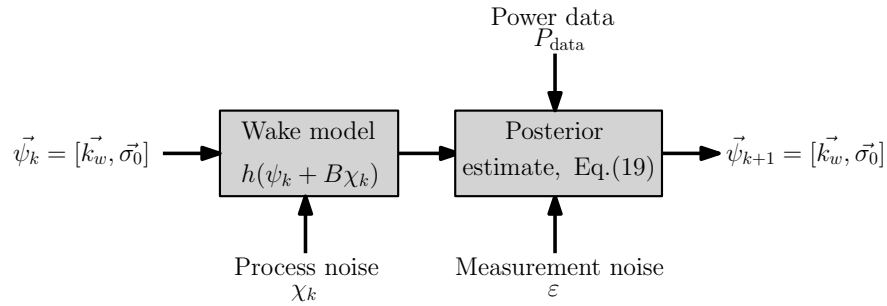 Power data
P_data
Wake model
h(ψ_k + Bχ_k)
Posterior
estimate, Eq.(19)
ψ⃗_k = [k⃗_w, σ⃗_0]
ψ⃗_{k+1} = [k⃗_w, σ⃗_0]
Process noise
χ_k
Measurement noise
ε